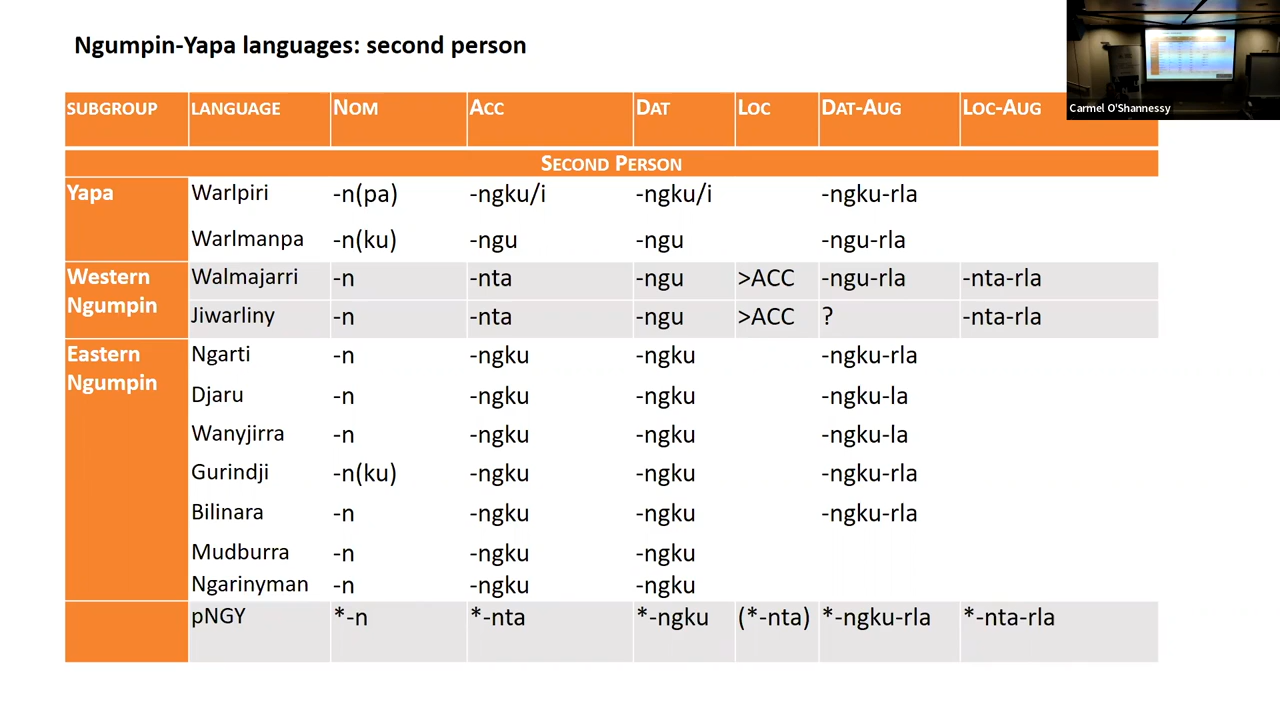 Ngumpin-Yapa languages: second person
Carmel O'Shannessy
SUBGROUP LANGUAGE NOM ACC DAT LOC DAT-AUG LOC-AUG
SECOND PERSON
Yapa Warlpiri -n(pa) -ngku/i -ngku/i -ngku-rla
Warlmanpa -n(ku) -ngu -ngu -ngu-rla
Western Ngumpin Walmajarri -n -nta -ngu >ACC -ngu-rla -nta-rla
Jiwarliny -n -nta -ngu >ACC ? -nta-rla
Eastern Ngumpin Ngarti -n -ngku -ngku -ngku-rla
Djaru -n -ngku -ngku -ngku-la
Wanyjirra -n -ngku -ngku -ngku-la
Gurindji -n(ku) -ngku -ngku -ngku-rla
Bilinara -n -ngku -ngku -ngku-rla
Mudburra -n -ngku -ngku
Ngarinyman -n -ngku -ngku
pNGY *-n *-nta *-ngku (*-nta) *-ngku-rla *-nta-rla